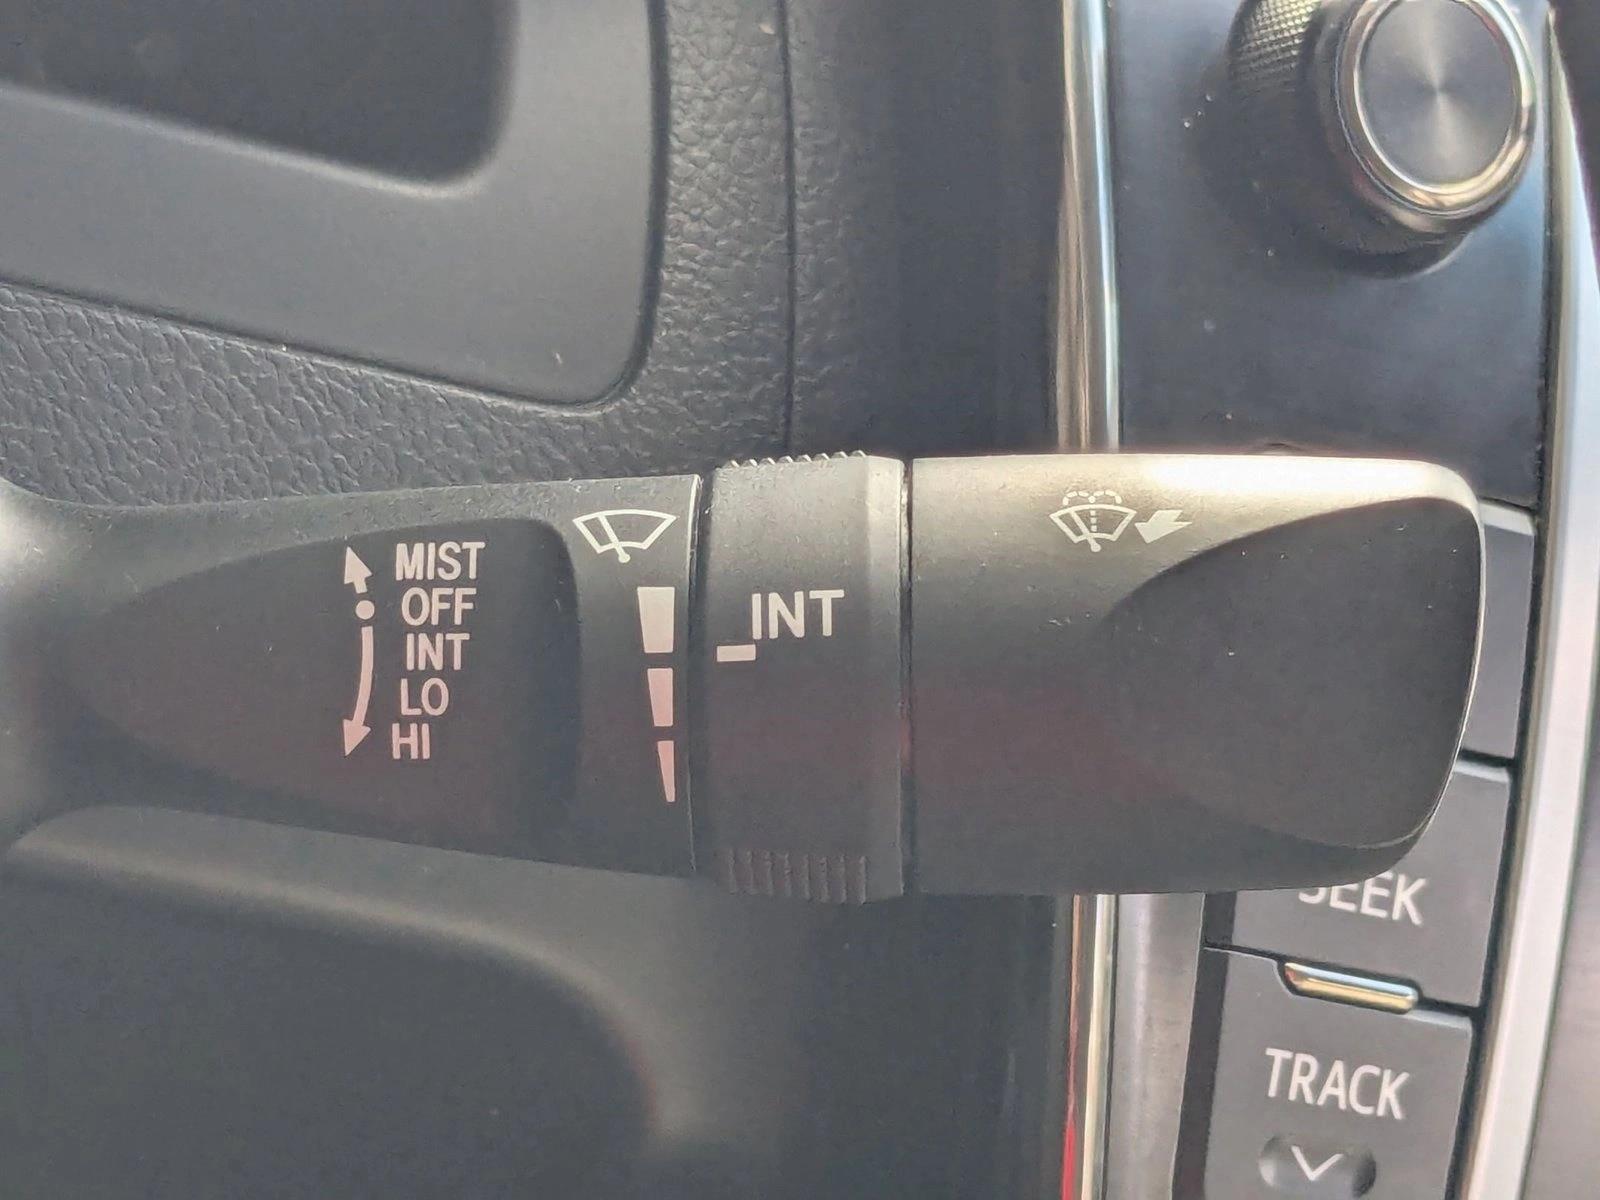 MIST
OFF
INT
LO
HI
INT
SEEK
TRACK